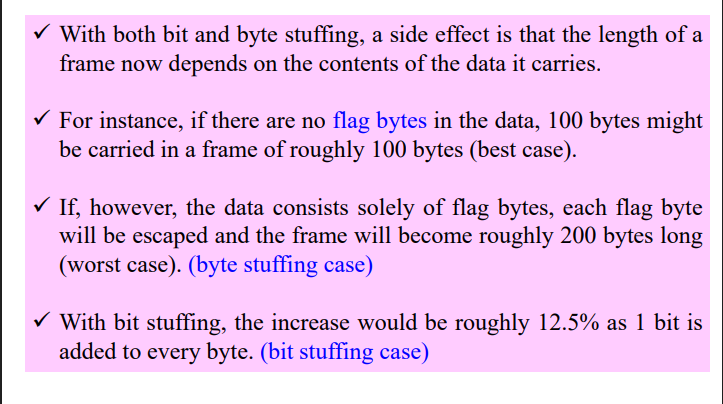 ✓ With both bit and byte stuffing, a side effect is that the length of a
frame now depends on the contents of the data it carries.
✓ For instance, if there are no flag bytes in the data, 100 bytes might
be carried in a frame of roughly 100 bytes (best case).
✓ If, however, the data consists solely of flag bytes, each flag byte
will be escaped and the frame will become roughly 200 bytes long
(worst case). (byte stuffing case)
✓ With bit stuffing, the increase would be roughly 12.5% as 1 bit is
added to every byte. (bit stuffing case)